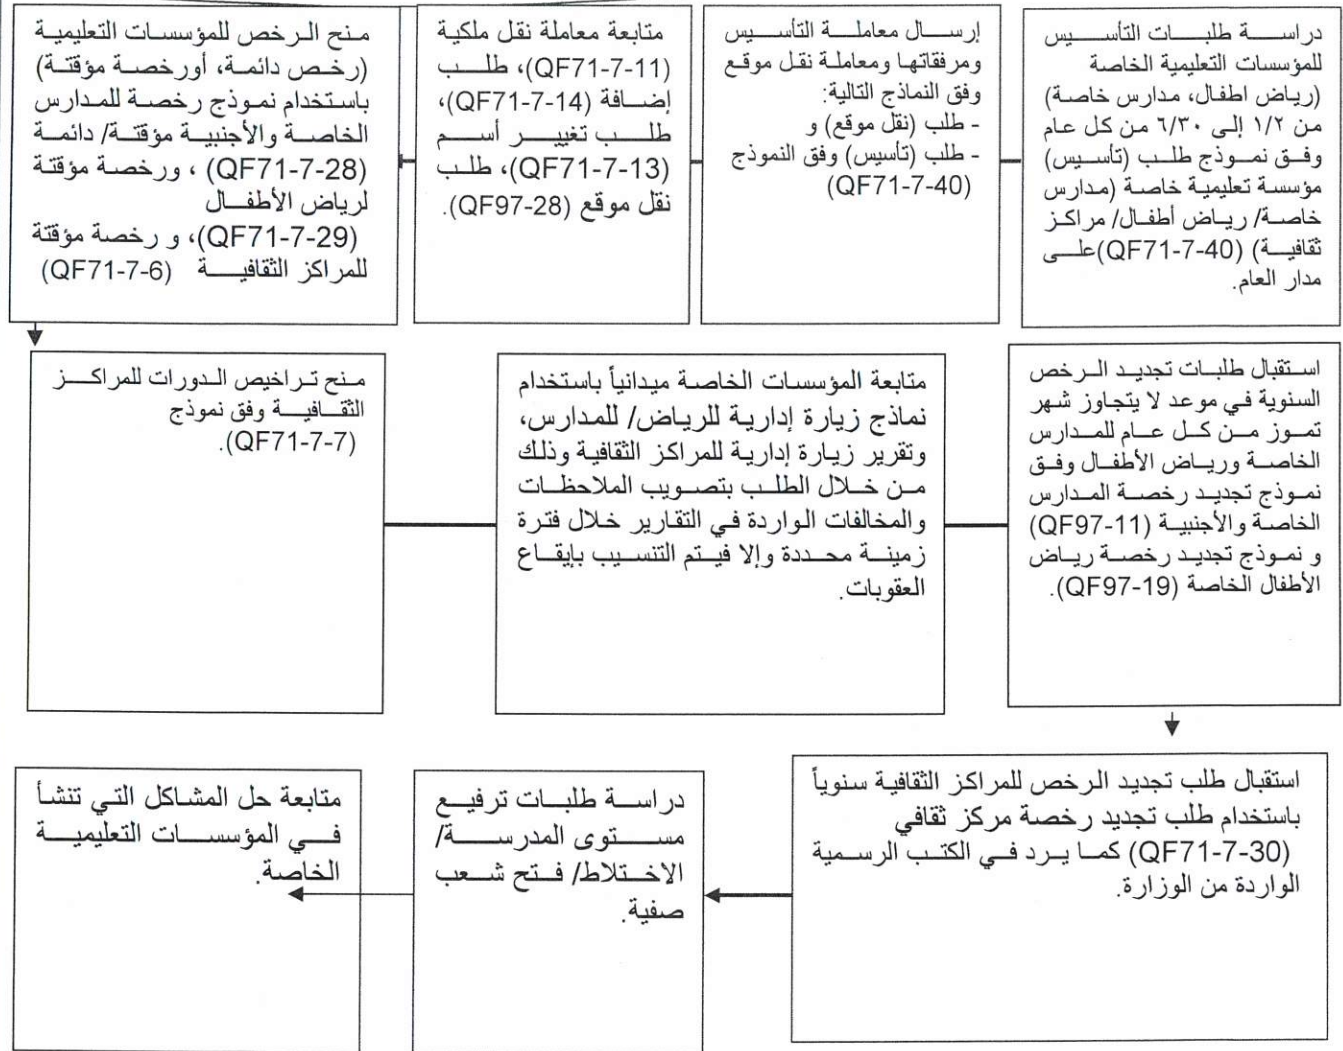 دراسة طلبات التأسيس
للمؤسسات التعليمية الخاصة
(رياض اطفال، مدارس خاصة)
من ١/٢ إلى ٦/٣٠ من كل عام
وفق نموذج طلب (تأسيس)
مؤسسة تعليمية خاصة (مدارس
خاصة/ رياض أطفال/ مراكز
ثقافية) (QF71-7-40)على
مدار العام.
إرسال معاملة التأسيس
ومرفقاتها ومعاملة نقل موقع
وفق النماذج التالية:
- طلب (نقل موقع) و
- طلب (تأسيس) وفق النموذج
(QF71-7-40)
متابعة معاملة نقل ملكية
(QF71-7-11)، طلب
إضافة (QF71-7-14)،
طلب تغيير أسم
(QF71-7-13)، طلب
نقل موقع (QF97-28).
منح الرخص للمؤسسات التعليمية
(رخص دائمة، أورخصة مؤقتة)
باستخدام نموذج رخصة للمدارس
الخاصة والأجنبية مؤقتة/ دائمة
(QF71-7-28) ، ورخصة مؤقتة
لرياض الأطفال
(QF71-7-29)، و رخصة مؤقتة
للمراكز الثقافية (QF71-7-6)
استقبال طلبات تجديد الرخص
السنوية في موعد لا يتجاوز شهر
تموز من كل عام للمدارس
الخاصة ورياض الأطفال وفق
نموذج تجديد رخصة المدارس
الخاصة والأجنبية (QF97-11)
و نموذج تجديد رخصة رياض
الأطفال الخاصة (QF97-19).
متابعة المؤسسات الخاصة ميدانياً باستخدام
نماذج زيارة إدارية للرياض/ للمدارس،
وتقرير زيارة إدارية للمراكز الثقافية وذلك
من خلال الطلب بتصويب الملاحظات
والمخالفات الواردة في التقارير خلال فترة
زمينة محددة وإلا فيتم التنسيب بإيقاع
العقوبات.
منح تراخيص الدورات للمراكز
الثقافية وفق نموذج
(QF71-7-7).
استقبال طلب تجديد الرخص للمراكز الثقافية سنوياً
باستخدام طلب تجديد رخصة مركز ثقافي
(QF71-7-30) كما يرد في الكتب الرسمية
الواردة من الوزارة.
دراسة طلبات ترفيع
مستوى المدرسة/
الاختلاط/ فتح شعب
صفية.
متابعة حل المشاكل التي تنشأ
في المؤسسات التعليمية
الخاصة.